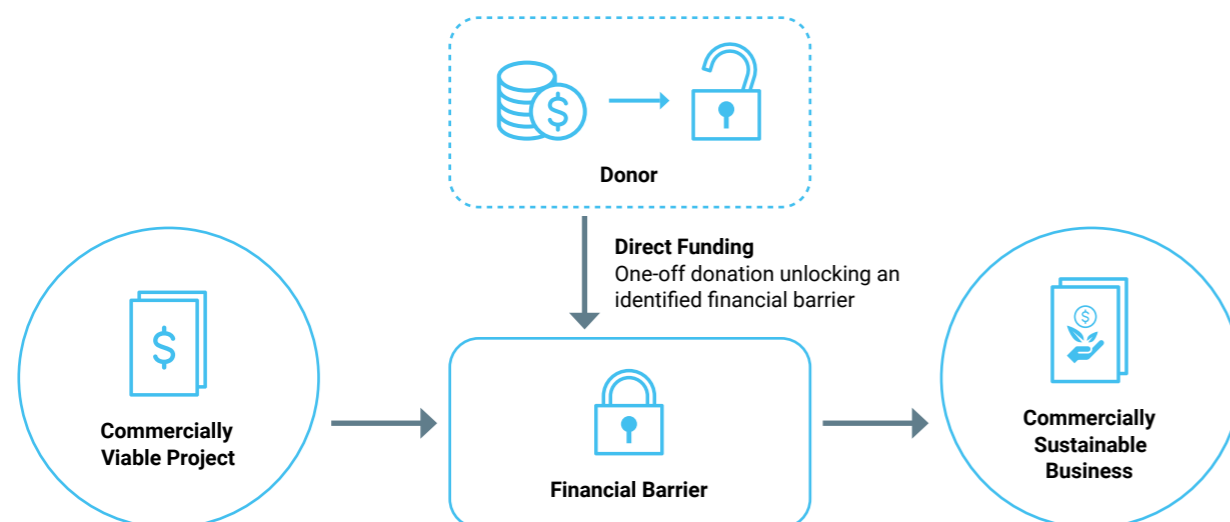 $
$
Donor
Direct Funding
One-off donation unlocking an
identified financial barrier
$
$
Commercially
Viable Project
Financial Barrier
Commercially
Sustainable
Business